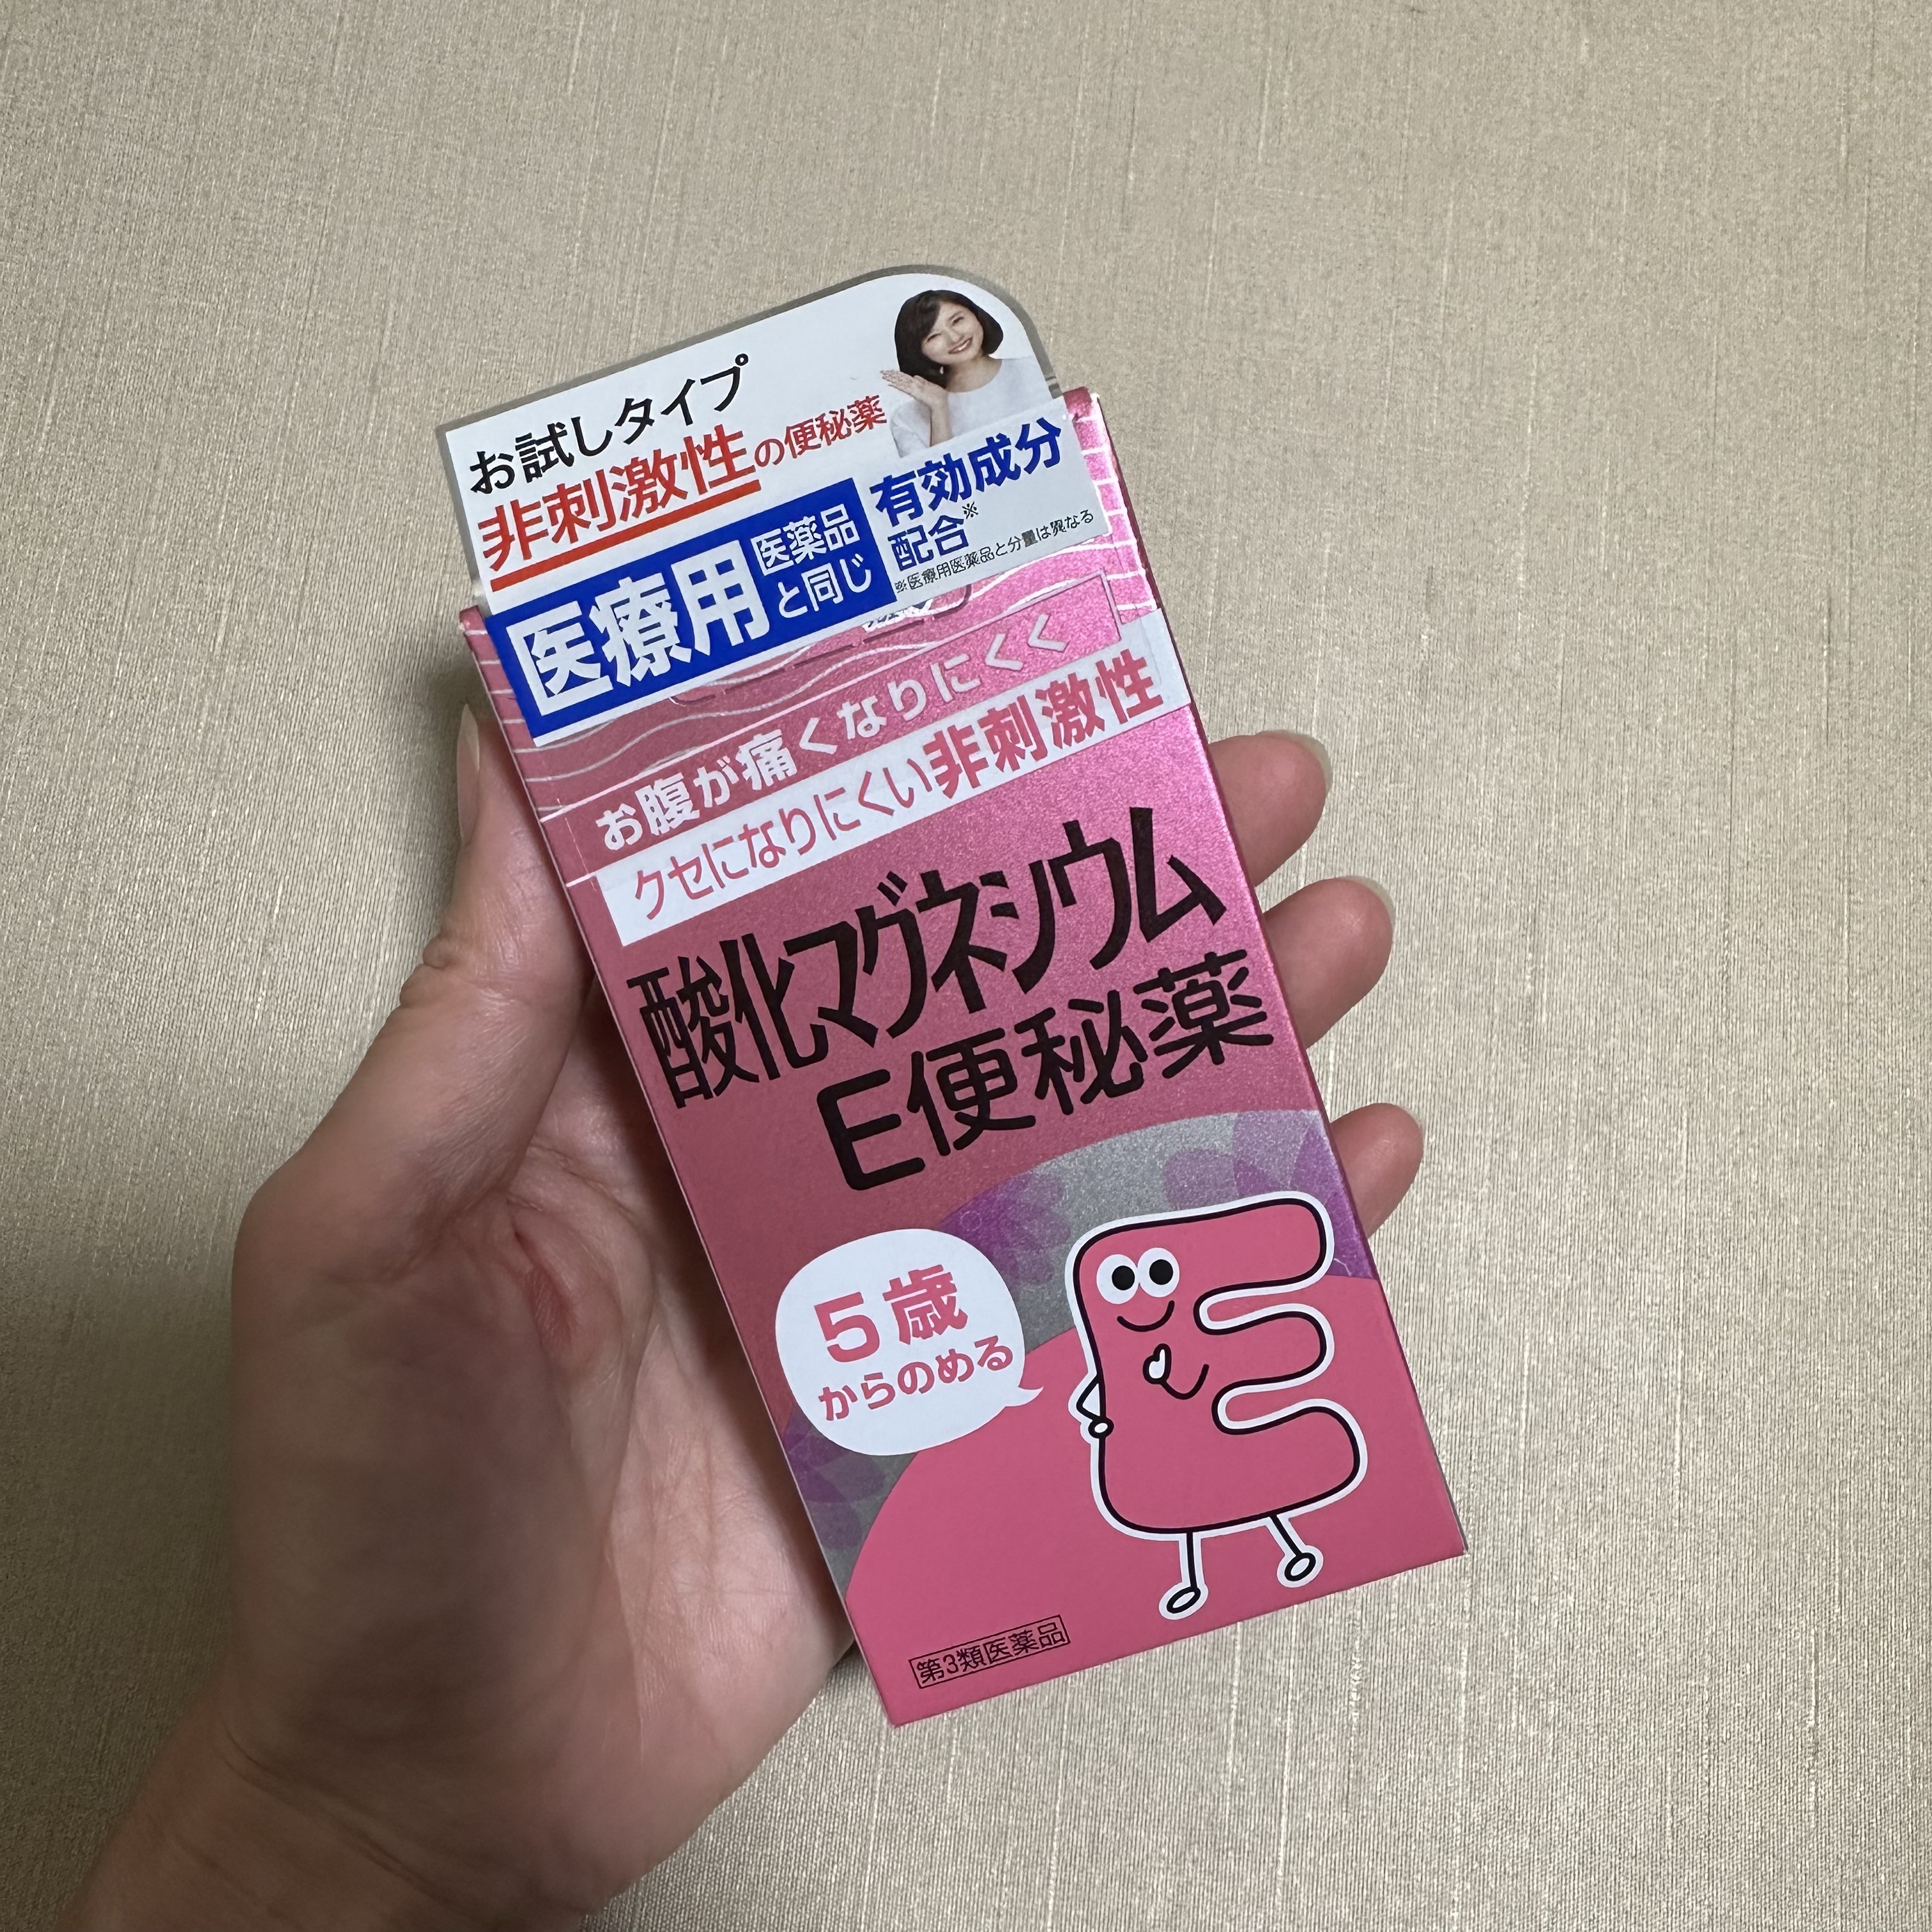 お試しタイプ
非刺激性の便秘薬
医療用医薬品と同じ
有効成分
配合※
※医療用医薬品と分量は異なる
お腹が痛くなりにくく
クセになりにくい非刺激性
酸化マグネシウム
E便秘薬
5歳
からのめる
第3類医薬品